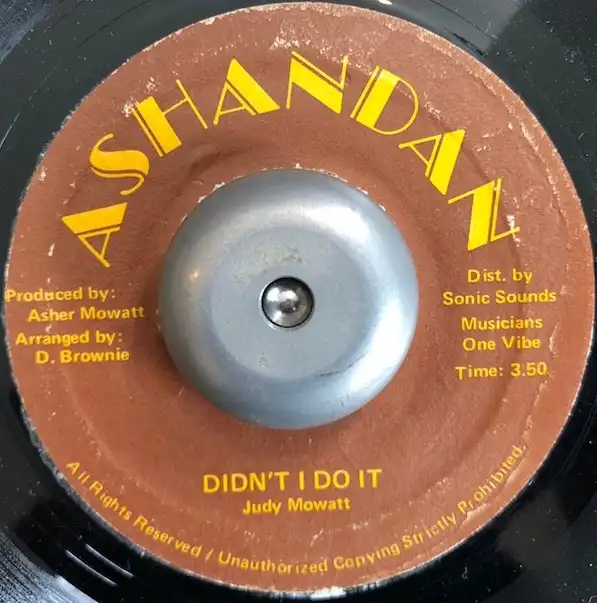 ASHANDAN
Produced by:
Asher Mowatt
Arranged by:
D. Brownie
Dist. by
Sonic Sounds
Musicians
One Vibe
Time: 3.50
DIDN'T I DO IT
Judy Mowatt
All Rights Reserved / Unauthorized Copying Strictly Prohibited.